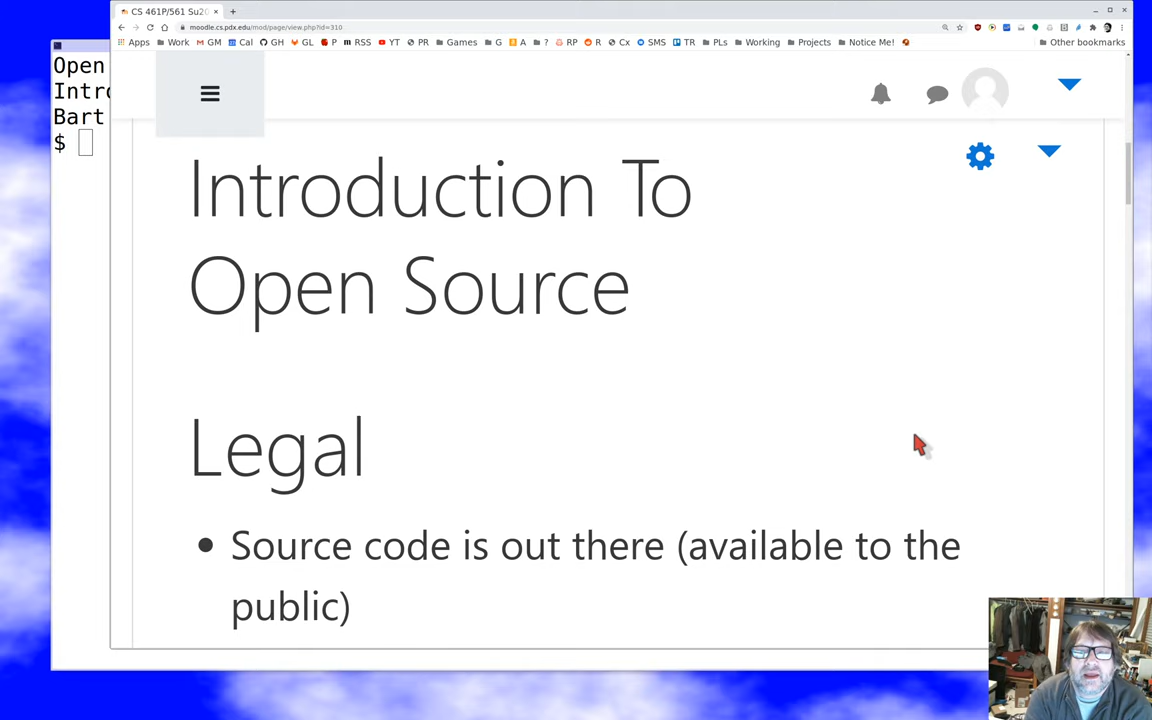 CS 461P/561 Su20
moodle.cs.pdx.edu/mod/page/view.php?id=310
Apps Work GM Cal GH GL P RSS YT PR Games G A ? RP R Cx SMS TR PLs Working Projects Notice Me! Other bookmarks
Open
Intro
Bart
$
Introduction To
Open Source
Legal
• Source code is out there (available to the
public)